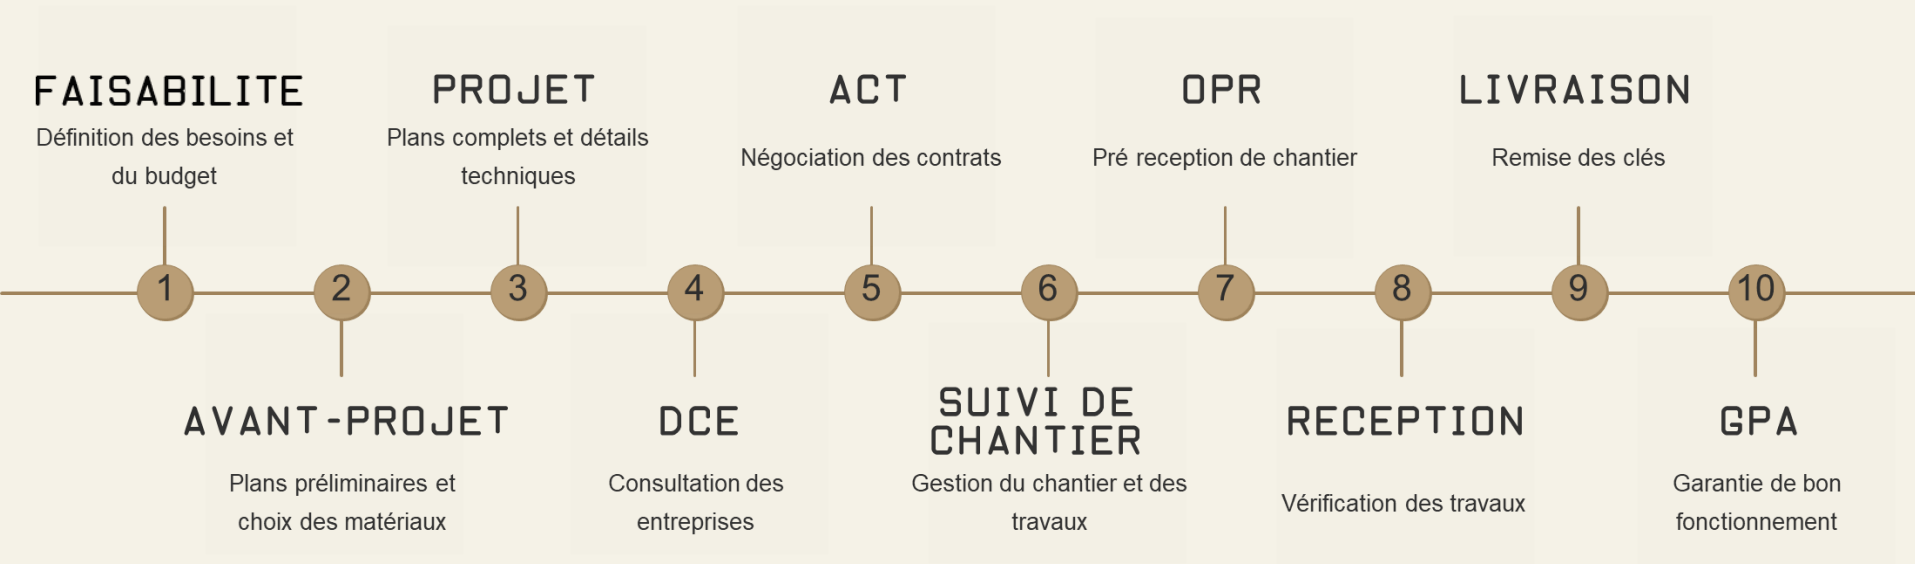 FAISABILITE
Définition des besoins et
du budget
PROJET
Plans complets et détails
techniques
ACT
Négociation des contrats
OPR
Pré reception de chantier
LIVRAISON
Remise des clés
1
2
3
4
5
6
7
8
9
10
AVANT-PROJET
Plans préliminaires et
choix des matériaux
DCE
Consultation des
entreprises
SUIVI DE
CHANTIER
Gestion du chantier et des
travaux
RECEPTION
Vérification des travaux
GPA
Garantie de bon
fonctionnement